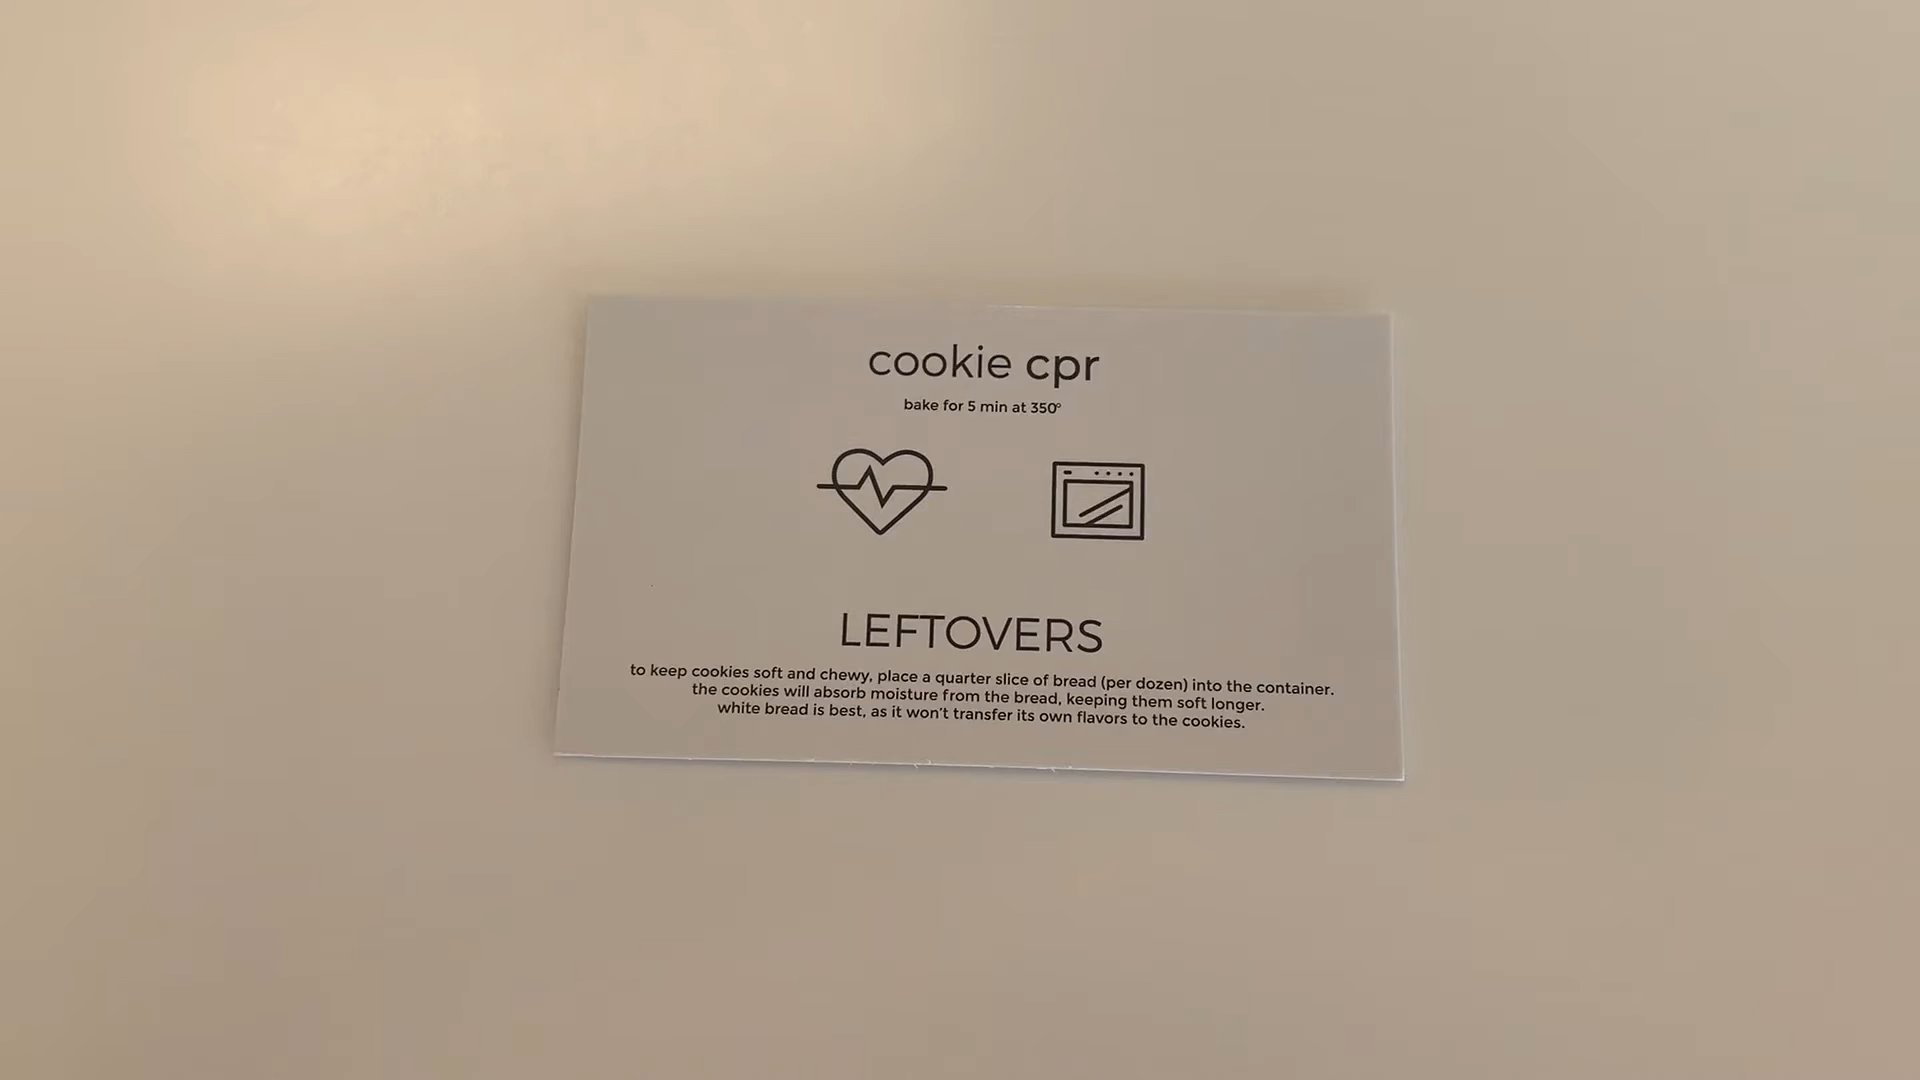 cookie cpr
bake for 5 min at 350°
LEFTOVERS
to keep cookies soft and chewy, place a quarter slice of bread (per dozen) into the container.
the cookies will absorb moisture from the bread, keeping them soft longer.
white bread is best, as it won't transfer its own flavors to the cookies.